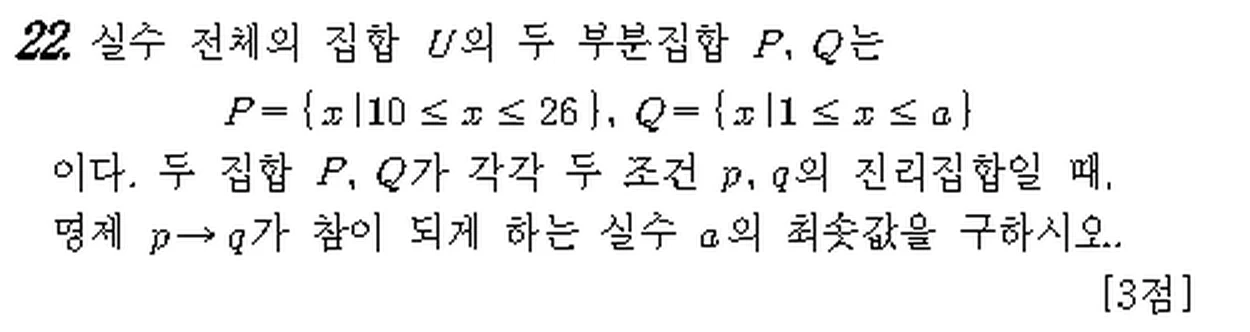 22. 실수 전체의 집합 U의 두 부분집합 P, Q는
P={x|10≤x≤26}, Q={x|1≤x≤a}
이다. 두 집합 P, Q가 각각 두 조건 p, q의 진리집합일 때,
명제 p→q가 참이 되게 하는 실수 a의 최솟값을 구하시오..
[3점]